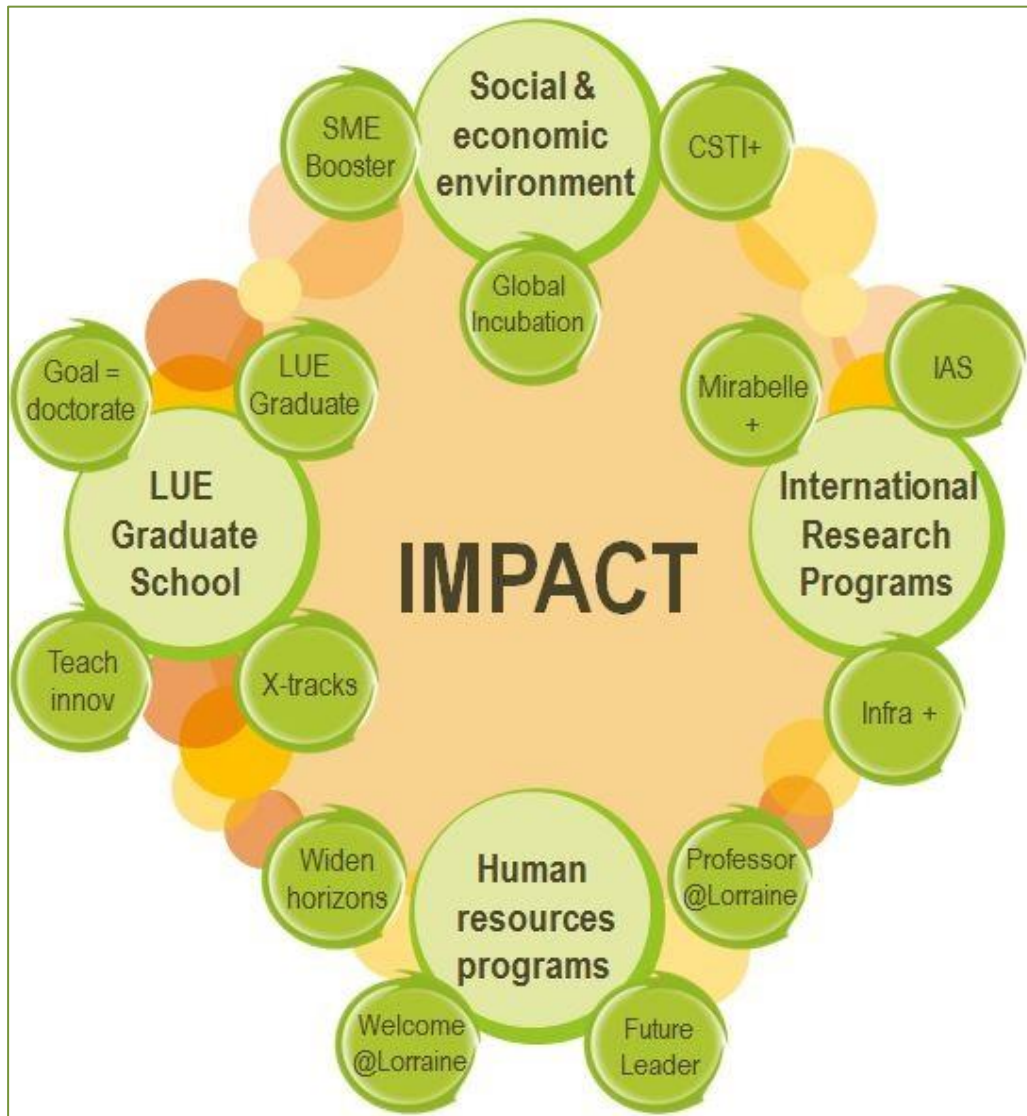 Social &
economic
environment
SME
Booster
CSTI+
Global
Incubation
Goal =
doctorate
LUE
Graduate
Mirabelle
+
IAS
LUE
Graduate
School
IMPACT
International
Research
Programs
Teach
innov
X-tracks
Infra +
Widen
horizons
Human
resources
programs
Professor
@Lorraine
Welcome
@Lorraine
Future
Leader